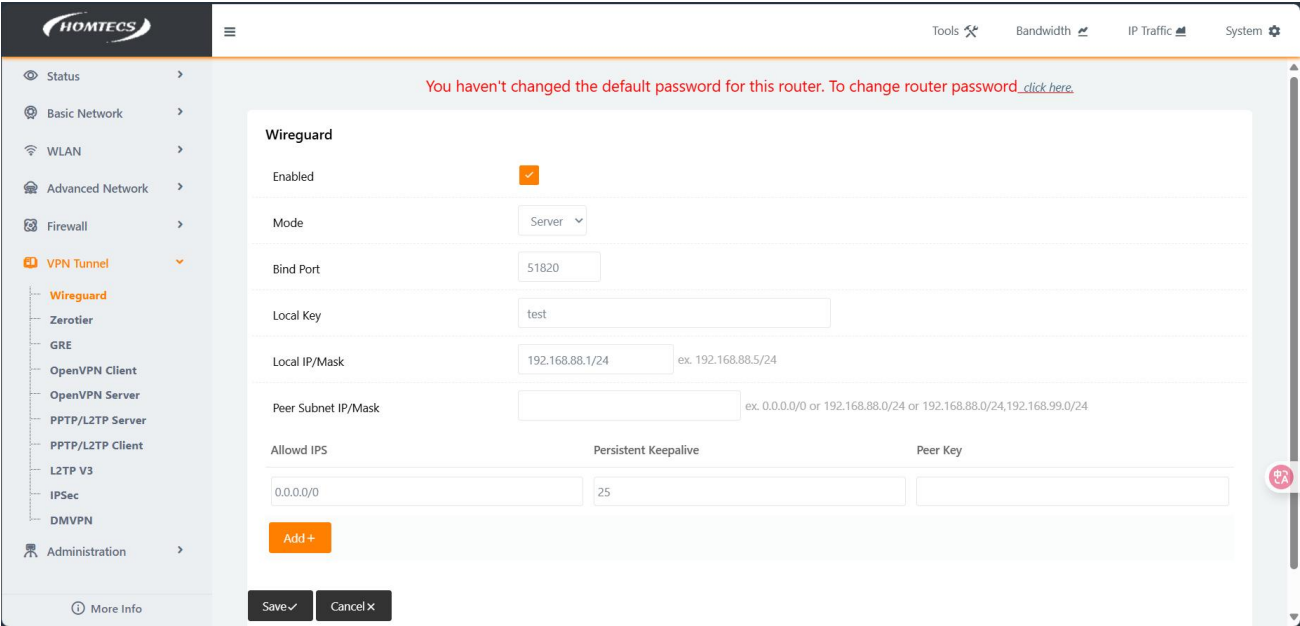 HOMTECS
Tools
Bandwidth
IP Traffic
System
Status
Basic Network
WLAN
Advanced Network
Firewall
VPN Tunnel
Wireguard
Zerotier
GRE
OpenVPN Client
OpenVPN Server
PPTP/L2TP Server
PPTP/L2TP Client
L2TP V3
IPSec
DMVPN
Administration
More Info
You haven't changed the default password for this router. To change router password click here.
Wireguard
Enabled
Mode Server
Bind Port 51820
Local Key test
Local IP/Mask 192.168.88.1/24 ex. 192.168.88.5/24
Peer Subnet IP/Mask ex. 0.0.0.0/0 or 192.168.88.0/24 or 192.168.88.0/24,192.168.99.0/24
Allowd IPS Persistent Keepalive Peer Key
0.0.0.0/0 25
Add +
Save Cancel
中A